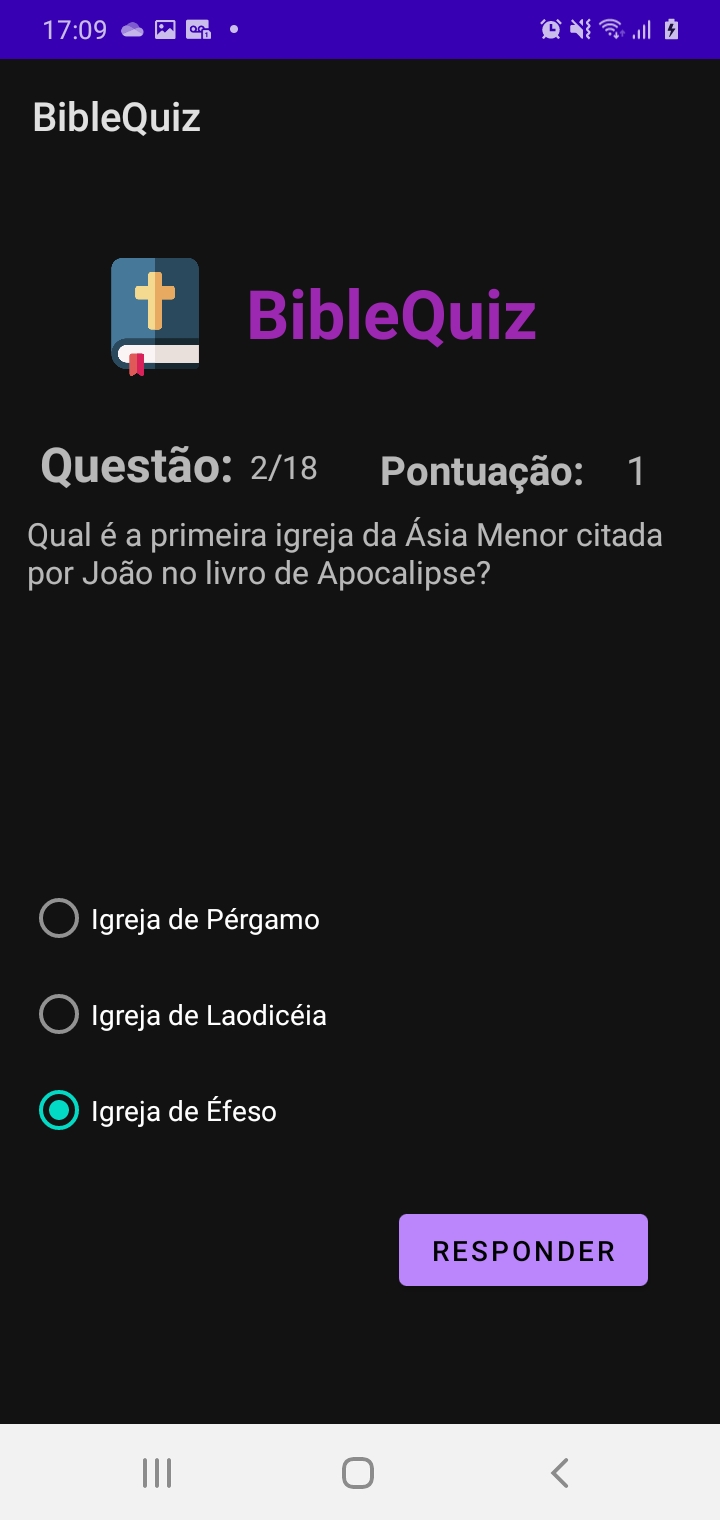 17:09
BibleQuiz
BibleQuiz
Questão: 2/18 Pontuação: 1
Qual é a primeira igreja da Ásia Menor citada
por João no livro de Apocalipse?
Igreja de Pérgamo
Igreja de Laodicéia
Igreja de Éfeso
RESPONDER